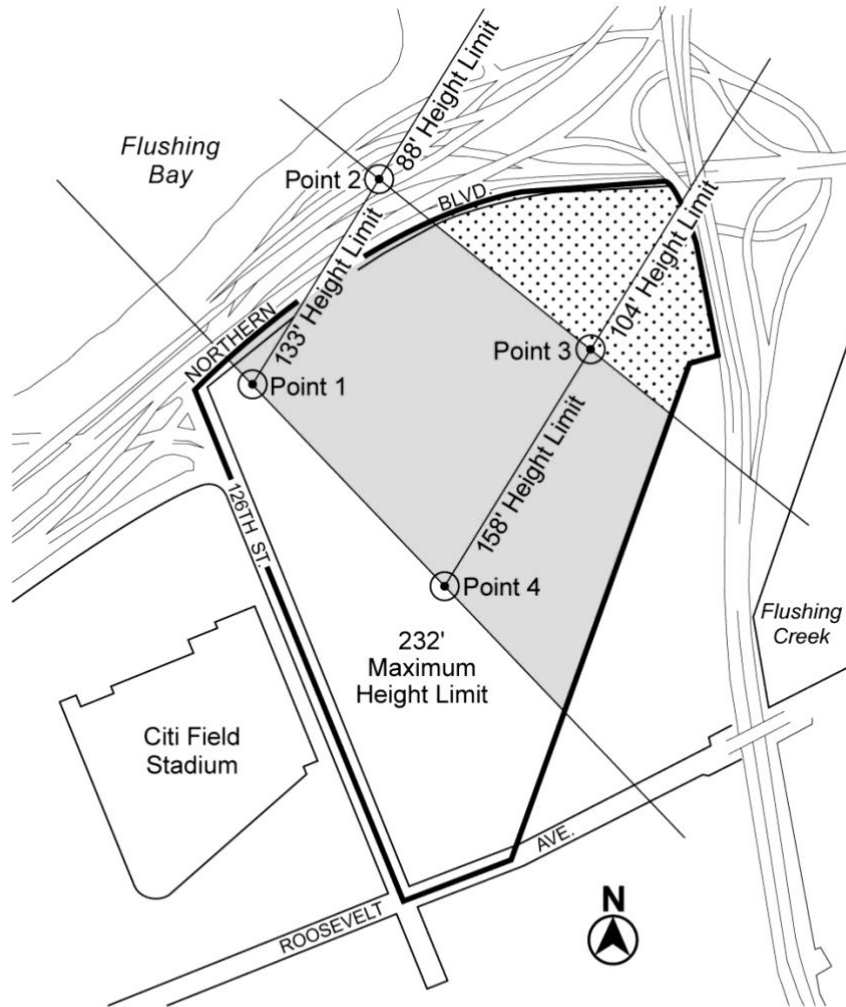 88' Height Limit
Flushing
Bay
Point 2
BLVD.
133' Height Limit
104' Height Limit
NORTHERN
Point 3
Point 1
158' Height Limit
126TH ST.
Point 4
Flushing
Creek
232'
Maximum
Height Limit
Citi Field
Stadium
AVE.
ROOSEVELT
N